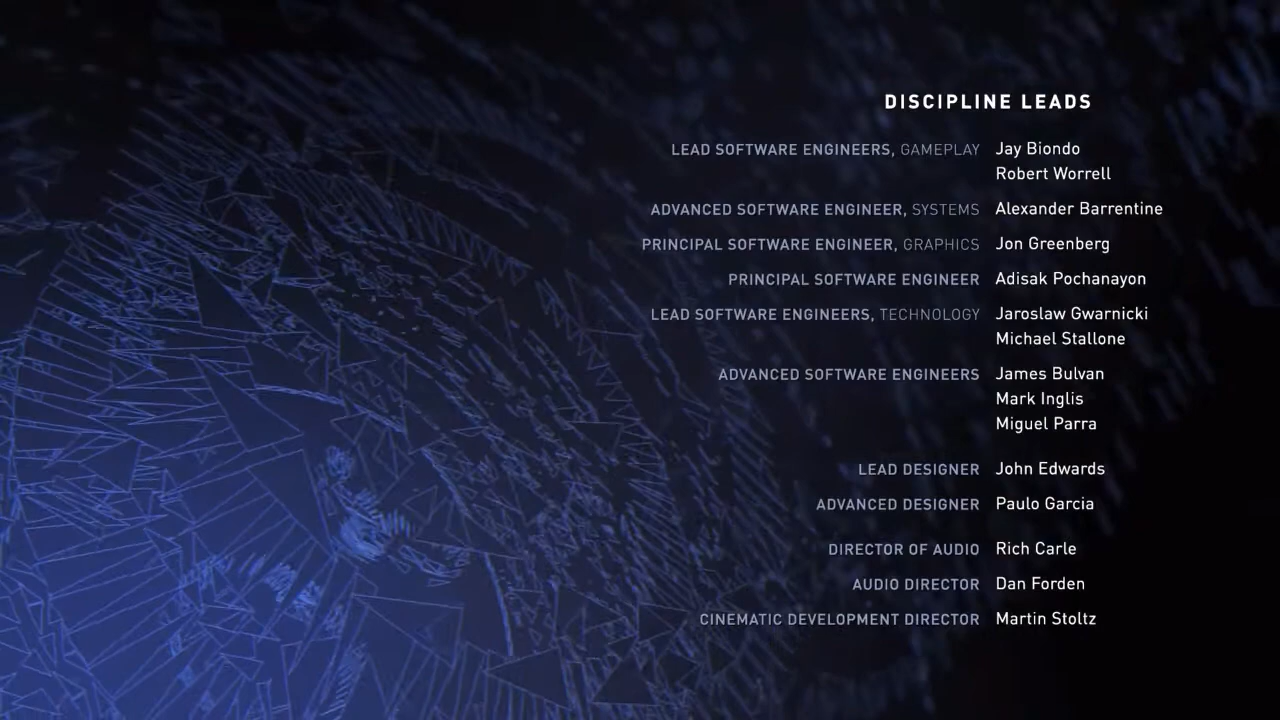 DISCIPLINE LEADS
LEAD SOFTWARE ENGINEERS, GAMEPLAY Jay Biondo
Robert Worrell
ADVANCED SOFTWARE ENGINEER, SYSTEMS Alexander Barrentine
PRINCIPAL SOFTWARE ENGINEER, GRAPHICS Jon Greenberg
PRINCIPAL SOFTWARE ENGINEER Adisak Pochanayon
LEAD SOFTWARE ENGINEERS, TECHNOLOGY Jaroslaw Gwarnicki
Michael Stallone
ADVANCED SOFTWARE ENGINEERS James Bulvan
Mark Inglis
Miguel Parra
LEAD DESIGNER John Edwards
ADVANCED DESIGNER Paulo Garcia
DIRECTOR OF AUDIO Rich Carle
AUDIO DIRECTOR Dan Forden
CINEMATIC DEVELOPMENT DIRECTOR Martin Stoltz